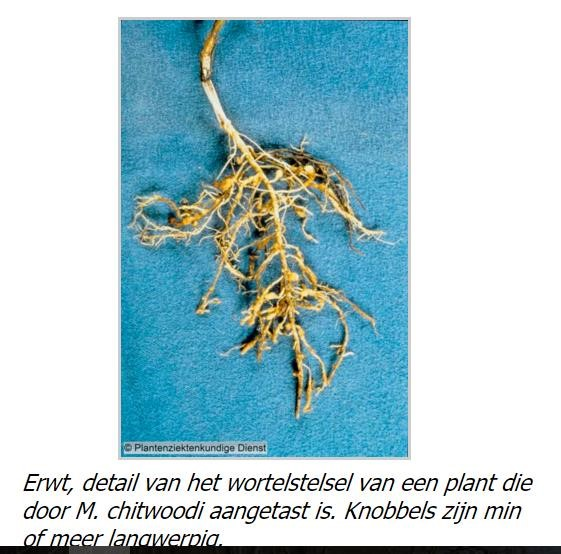 © Plantenziektenkundige Dienst
Erwt, detail van het wortelstelsel van een plant die
door M. chitwoodi aangetast is. Knobbels zijn min
of meer langwerpig.